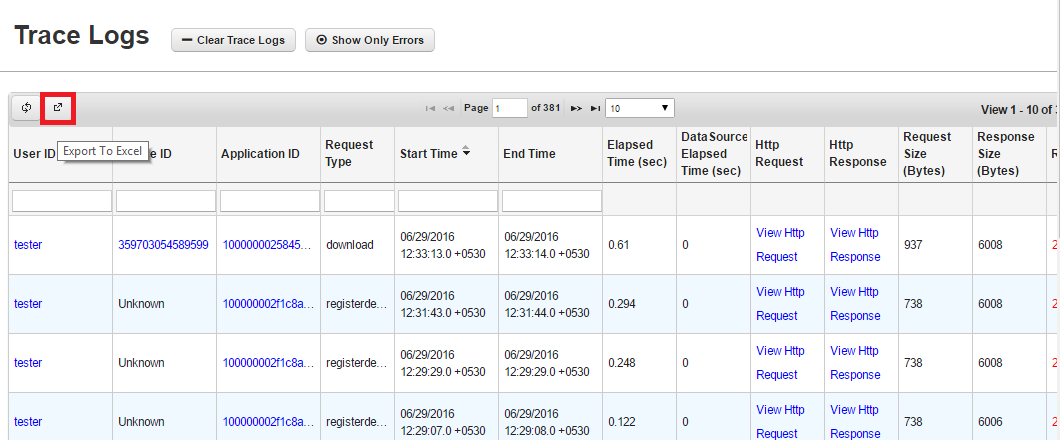 Trace Logs
Clear Trace Logs
Show Only Errors
Page 1 of 381 10
View 1 - 10 of
Export To Excel
User ID
ID
Application ID
Request
Type
Start Time
End Time
Elapsed
Time (sec)
DataSource
Elapsed
Time (sec)
Http
Request
Http
Response
Request
Size
(Bytes)
Response
Size
(Bytes)
R
tester
359703054589599
1000000025845...
download
06/29/2016
12:33:13.0 +0530
06/29/2016
12:33:14.0 +0530
0.61
0
View Http
Request
View Http
Response
937
6008
2
tester
Unknown
100000002f1c8a...
registerde...
06/29/2016
12:31:43.0 +0530
06/29/2016
12:31:44.0 +0530
0.294
0
View Http
Request
View Http
Response
738
6008
2
tester
Unknown
100000002f1c8a...
registerde...
06/29/2016
12:29:29.0 +0530
06/29/2016
12:29:29.0 +0530
0.248
0
View Http
Request
View Http
Response
738
6008
2
tester
Unknown
100000002f1c8a...
registerde...
06/29/2016
12:29:07.0 +0530
06/29/2016
12:29:08.0 +0530
0.122
0
View Http
Request
View Http
Response
738
6006
2